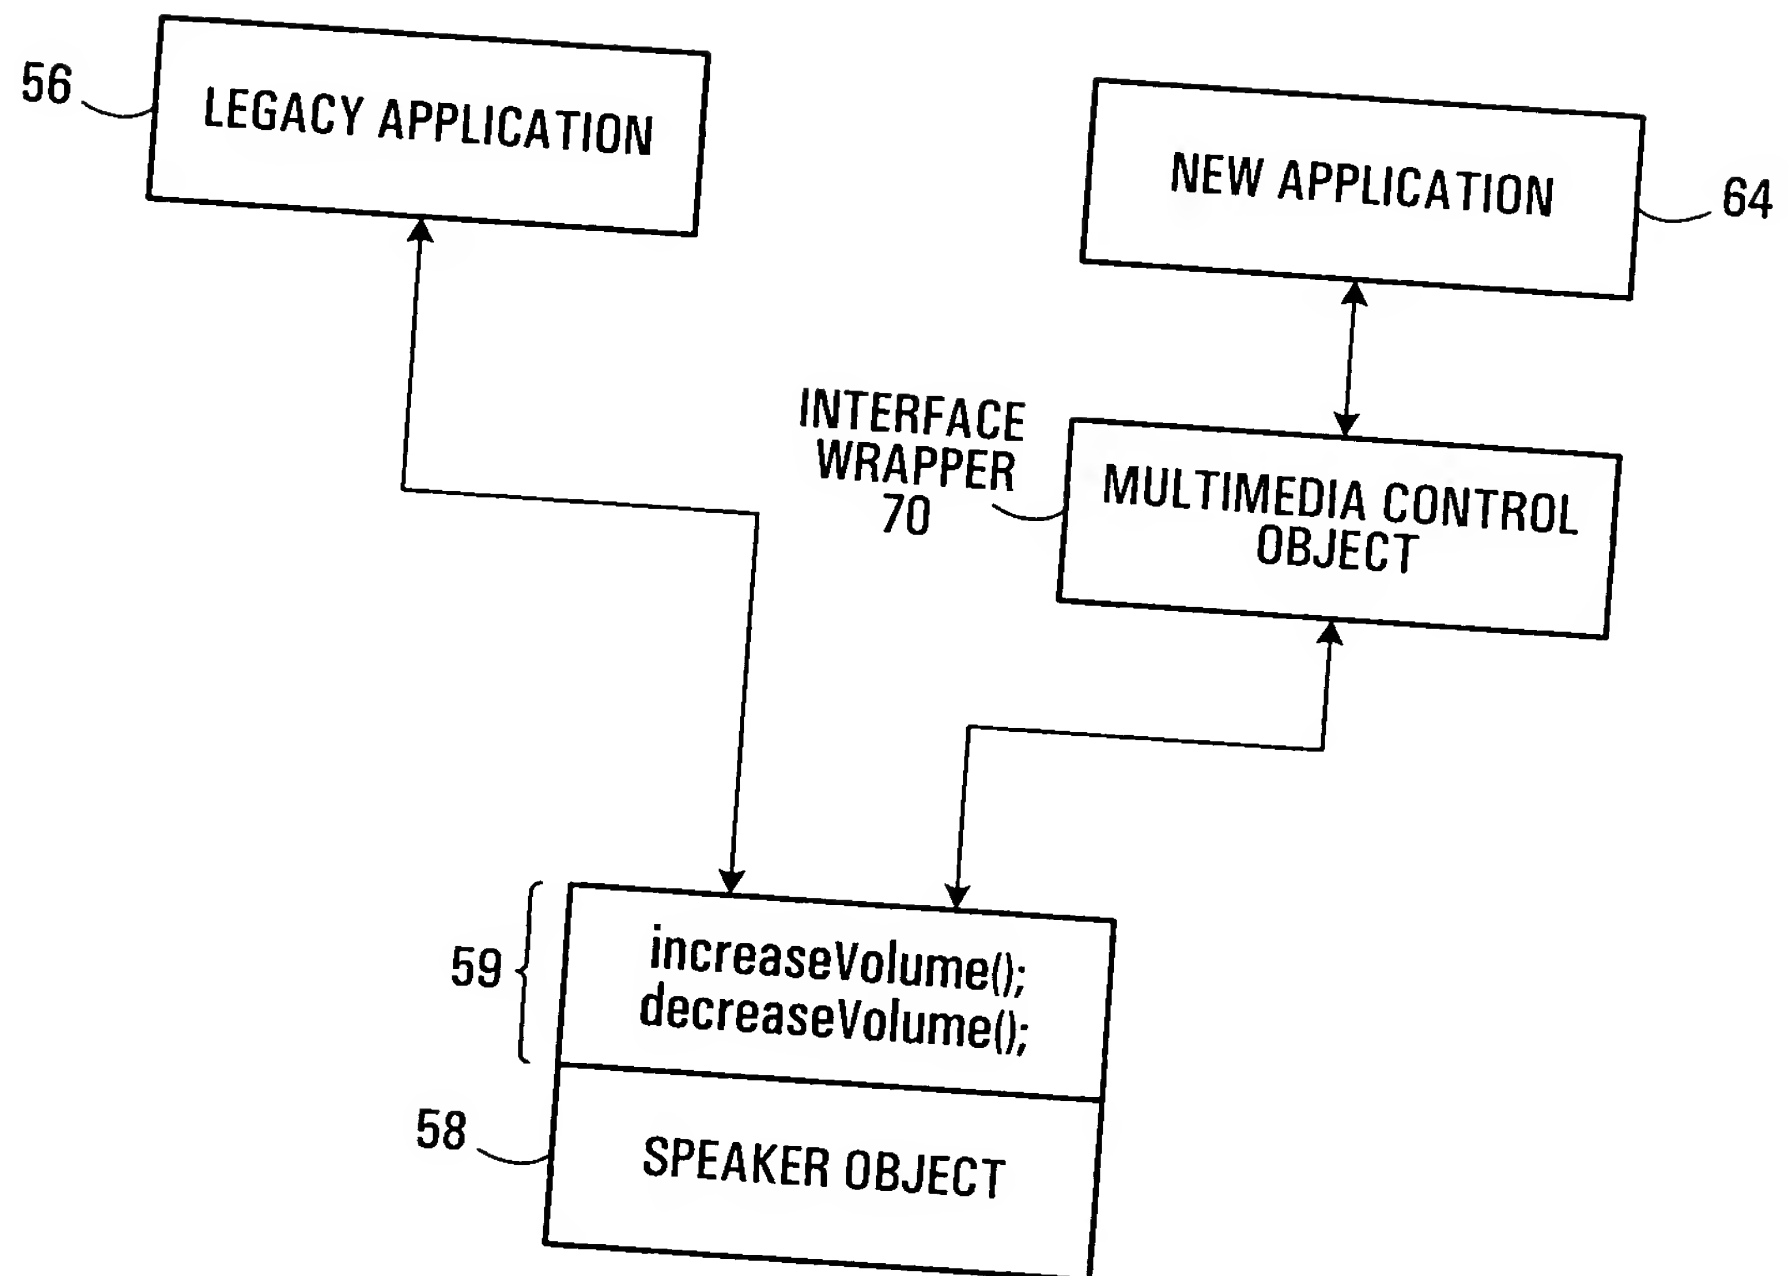 56
LEGACY APPLICATION
NEW APPLICATION
64
INTERFACE
WRAPPER
70
MULTIMEDIA CONTROL
OBJECT
59
increaseVolume();
decreaseVolume();
58
SPEAKER OBJECT